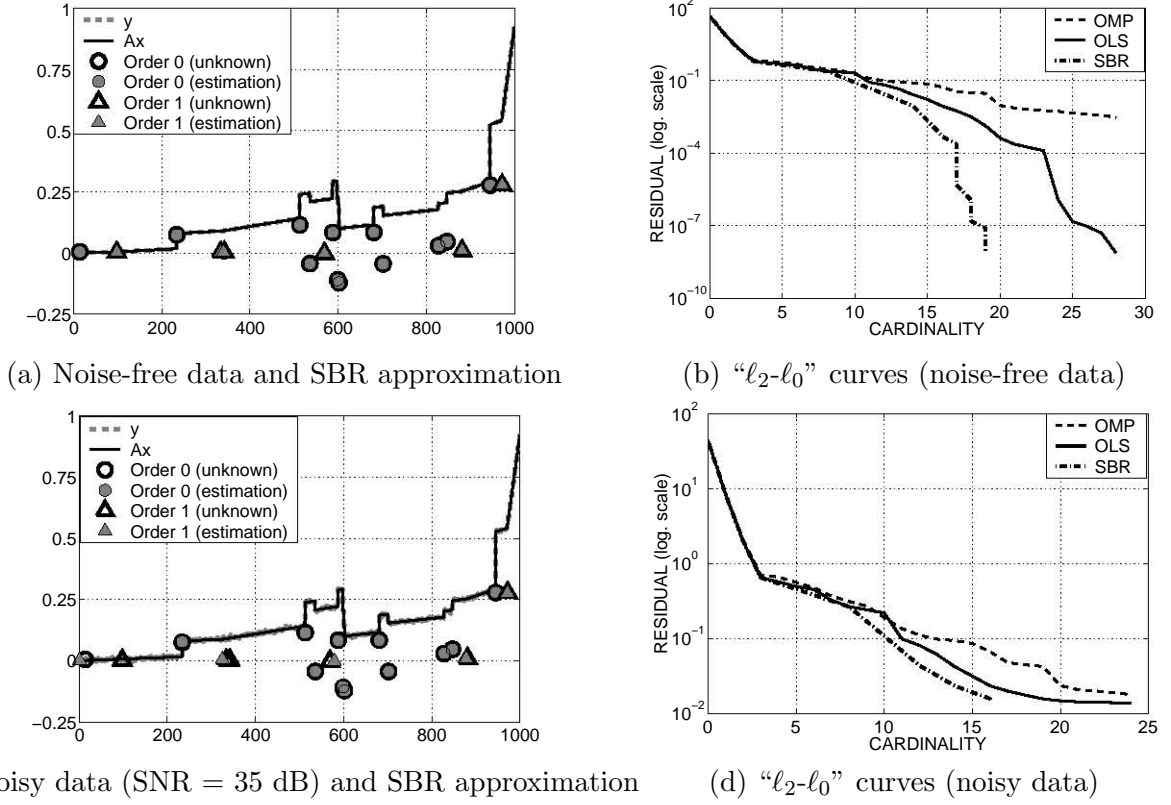 1
0.75
0.5
0.25
0
−0.25
0 200 400 600 800 1000
y
Ax
Order 0 (unknown)
Order 0 (estimation)
Order 1 (unknown)
Order 1 (estimation)
(a) Noise-free data and SBR approximation
RESIDUAL (log. scale)
10^2
10^−1
10^−4
10^−7
10^−10
0 5 10 15 20 25 30
CARDINALITY
OMP
OLS
SBR
(b) “ℓ2-ℓ0” curves (noise-free data)
1
0.75
0.5
0.25
0
−0.25
0 200 400 600 800 1000
y
Ax
Order 0 (unknown)
Order 0 (estimation)
Order 1 (unknown)
Order 1 (estimation)
oisy data (SNR = 35 dB) and SBR approximation
RESIDUAL (log. scale)
10^2
10^1
10^0
10^−1
10^−2
0 5 10 15 20 25
CARDINALITY
OMP
OLS
SBR
(d) “ℓ2-ℓ0” curves (noisy data)